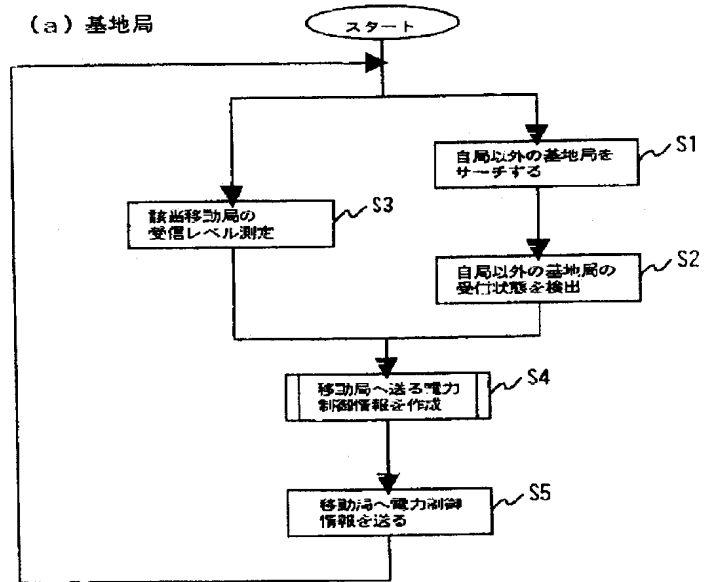 (a) 基地局
スタート
自局以外の基地局を
サーチする
S1
該当移動局の
受信レベル測定
S3
自局以外の基地局の
受付状態を検出
S2
移動局へ送る電力
制御情報を作成
S4
移動局へ電力制御
情報を送る
S5